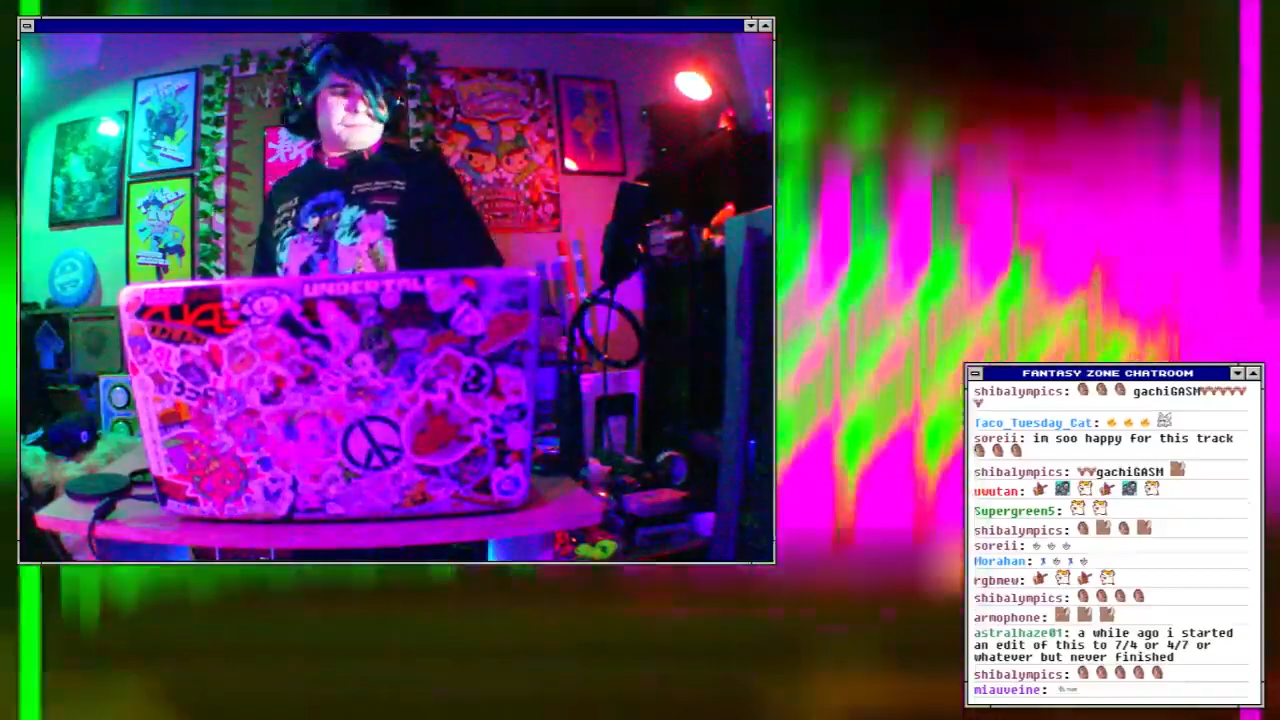 UNDERTALE
FANTASY ZONE CHATROOM
shibalympics: gachiGASM
Taco_Tuesday_Cat:
soreii: im soo happy for this track
shibalympics: gachiGASM
uwutan:
Supergreen5:
shibalympics:
soreii:
Morahan:
rgbmew:
shibalympics:
armophone:
astralhaze01: a while ago i started
an edit of this to 7/4 or 4/7 or
whatever but never finished
shibalympics:
miauveine: